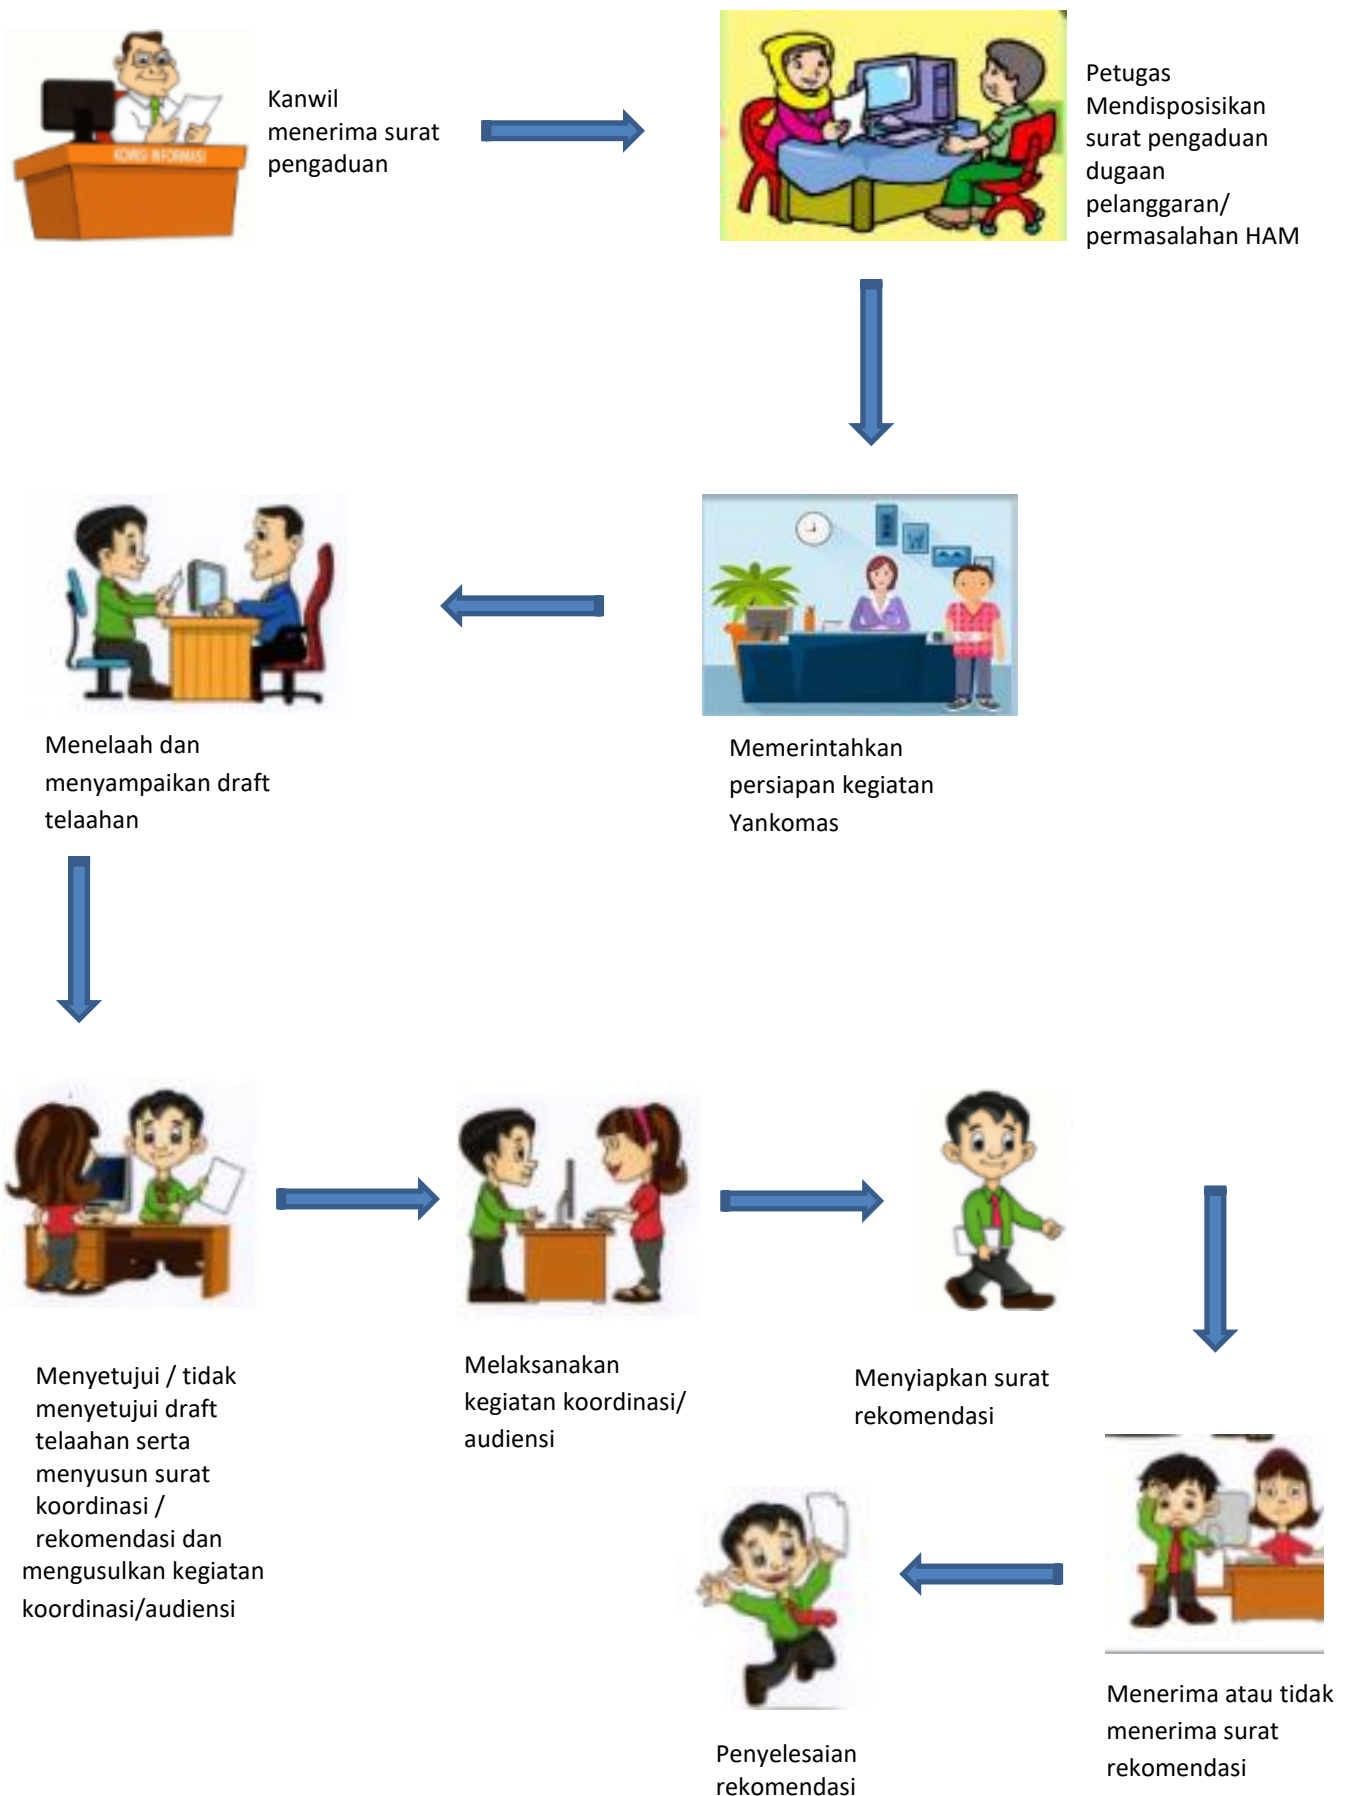 KOMISI INFORMASI
Kanwil
menerima surat
pengaduan
Petugas
Mendisposisikan
surat pengaduan
dugaan
pelanggaran/
permasalahan HAM
Menelaah dan
menyampaikan draft
telaahan
Memerintahkan
persiapan kegiatan
Yankomas
Menyetujui / tidak
menyetujui draft
telaahan serta
menyusun surat
koordinasi /
rekomendasi dan
mengusulkan kegiatan
koordinasi/audiensi
Melaksanakan
kegiatan koordinasi/
audiensi
Menyiapkan surat
rekomendasi
Menerima atau tidak
menerima surat
rekomendasi
Penyelesaian
rekomendasi